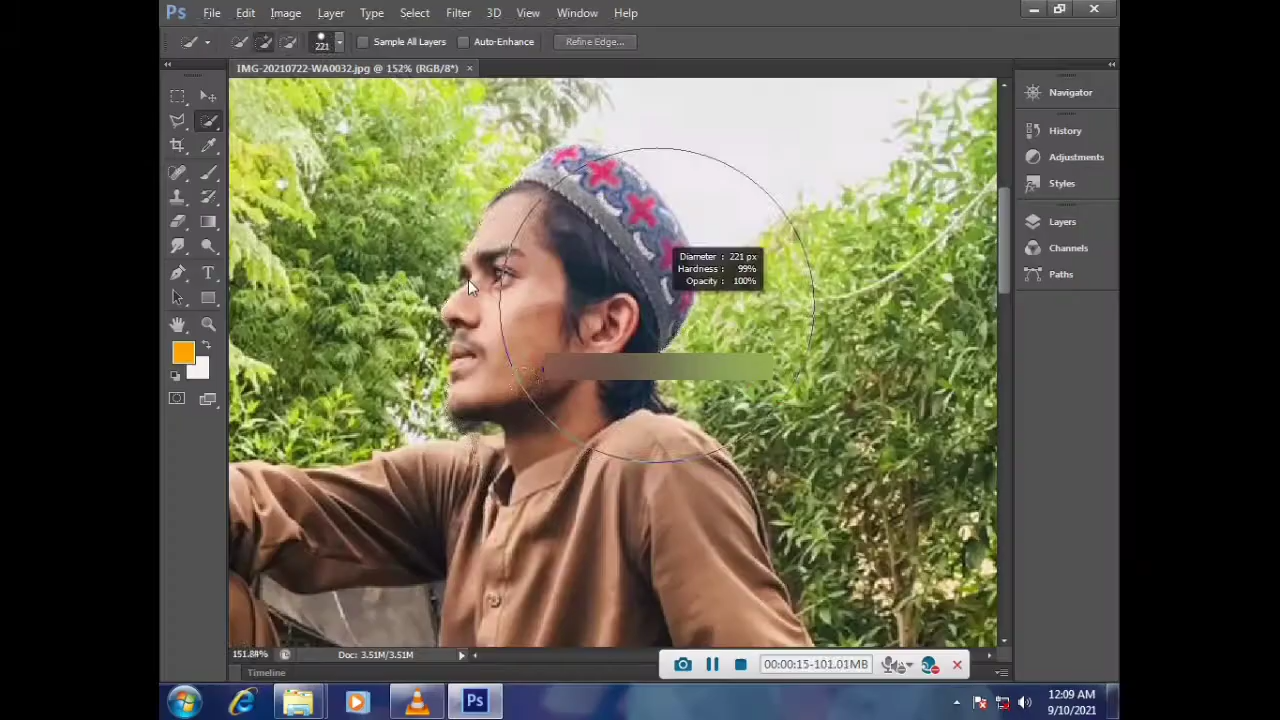 Ps File Edit Image Layer Type Select Filter 3D View Window Help
221 Sample All Layers Auto-Enhance Refine Edge...
IMG-20210722-WA0032.jpg @ 152% (RGB/8*) ×
Navigator
History
Adjustments
Styles
Layers
Channels
Paths
Diameter : 221 px
Hardness : 99%
Opacity : 100%
T
151.84% Doc: 3.51M/3.51M
00:00:15-101.01MB
Timeline
Ps
12:09 AM
9/10/2021